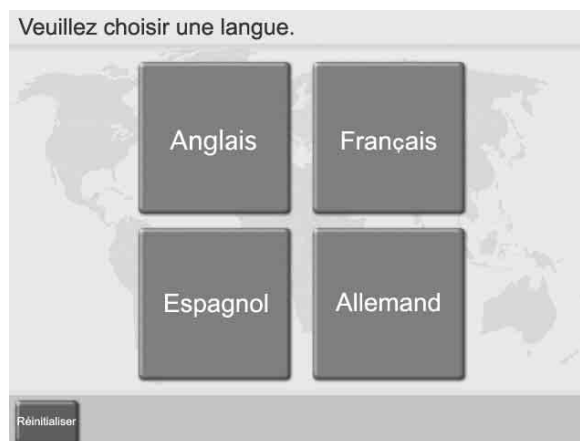 Veuillez choisir une langue.
Anglais
Français
Espagnol
Allemand
Réinitialiser